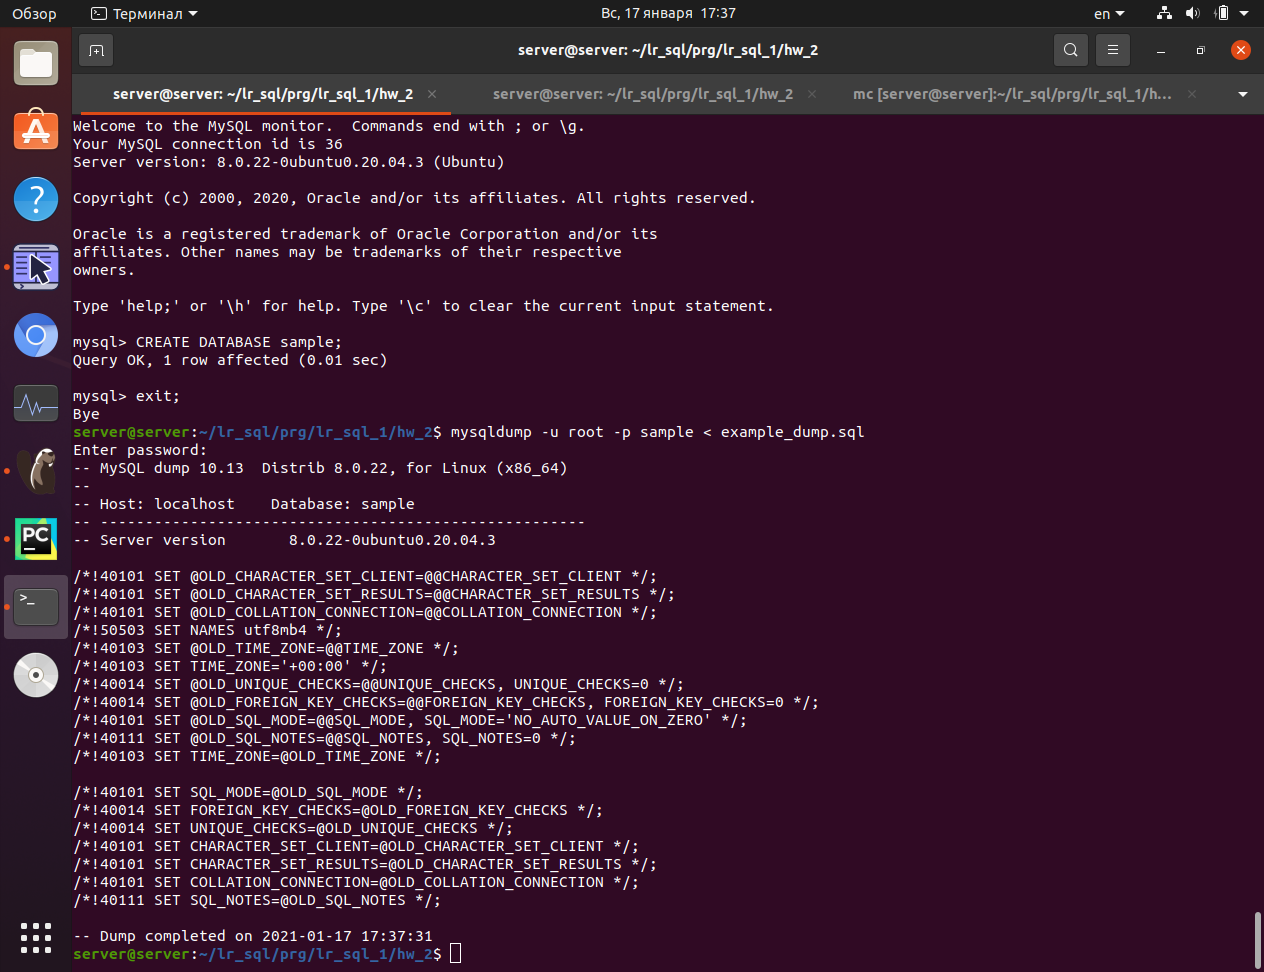 Обзор
Терминал
Вс, 17 января 17:37
en
server@server: ~/lr_sql/prg/lr_sql_1/hw_2
server@server: ~/lr_sql/prg/lr_sql_1/hw_2
server@server: ~/lr_sql/prg/lr_sql_1/hw_2
mc [server@server]:~/lr_sql/prg/lr_sql_1/h...
Welcome to the MySQL monitor.  Commands end with ; or \g.
Your MySQL connection id is 36
Server version: 8.0.22-0ubuntu0.20.04.3 (Ubuntu)
Copyright (c) 2000, 2020, Oracle and/or its affiliates. All rights reserved.
Oracle is a registered trademark of Oracle Corporation and/or its
affiliates. Other names may be trademarks of their respective
owners.
Type 'help;' or '\h' for help. Type '\c' to clear the current input statement.
mysql> CREATE DATABASE sample;
Query OK, 1 row affected (0.01 sec)
mysql> exit;
Bye
server@server:~/lr_sql/prg/lr_sql_1/hw_2$ mysqldump -u root -p sample < example_dump.sql
Enter password:
-- MySQL dump 10.13  Distrib 8.0.22, for Linux (x86_64)
--
-- Host: localhost    Database: sample
-- ------------------------------------------------------
-- Server version       8.0.22-0ubuntu0.20.04.3
/*!40101 SET @OLD_CHARACTER_SET_CLIENT=@@CHARACTER_SET_CLIENT */;
/*!40101 SET @OLD_CHARACTER_SET_RESULTS=@@CHARACTER_SET_RESULTS */;
/*!40101 SET @OLD_COLLATION_CONNECTION=@@COLLATION_CONNECTION */;
/*!50503 SET NAMES utf8mb4 */;
/*!40103 SET @OLD_TIME_ZONE=@@TIME_ZONE */;
/*!40103 SET TIME_ZONE='+00:00' */;
/*!40014 SET @OLD_UNIQUE_CHECKS=@@UNIQUE_CHECKS, UNIQUE_CHECKS=0 */;
/*!40014 SET @OLD_FOREIGN_KEY_CHECKS=@@FOREIGN_KEY_CHECKS, FOREIGN_KEY_CHECKS=0 */;
/*!40101 SET @OLD_SQL_MODE=@@SQL_MODE, SQL_MODE='NO_AUTO_VALUE_ON_ZERO' */;
/*!40111 SET @OLD_SQL_NOTES=@@SQL_NOTES, SQL_NOTES=0 */;
/*!40103 SET TIME_ZONE=@OLD_TIME_ZONE */;
/*!40101 SET SQL_MODE=@OLD_SQL_MODE */;
/*!40014 SET FOREIGN_KEY_CHECKS=@OLD_FOREIGN_KEY_CHECKS */;
/*!40014 SET UNIQUE_CHECKS=@OLD_UNIQUE_CHECKS */;
/*!40101 SET CHARACTER_SET_CLIENT=@OLD_CHARACTER_SET_CLIENT */;
/*!40101 SET CHARACTER_SET_RESULTS=@OLD_CHARACTER_SET_RESULTS */;
/*!40101 SET COLLATION_CONNECTION=@OLD_COLLATION_CONNECTION */;
/*!40111 SET SQL_NOTES=@OLD_SQL_NOTES */;
-- Dump completed on 2021-01-17 17:37:31
server@server:~/lr_sql/prg/lr_sql_1/hw_2$
PC